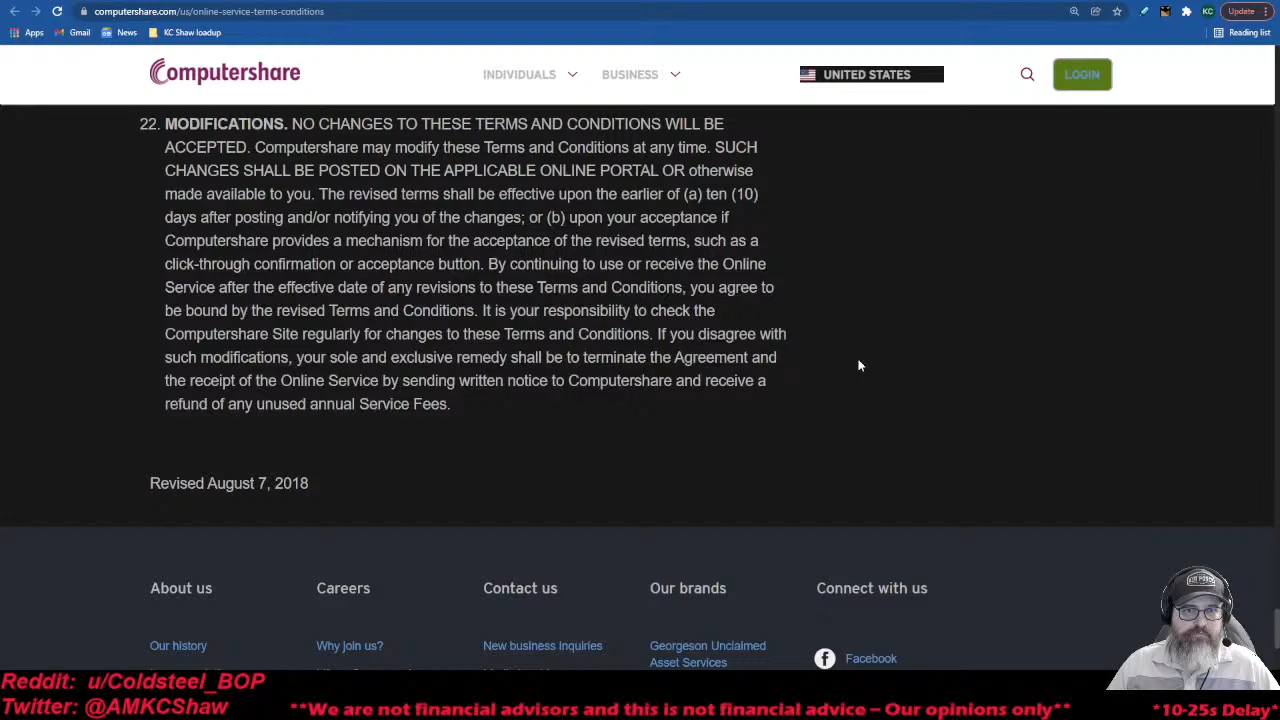 computershare.com/us/online-service-terms-conditions
KC
Update
Apps
Gmail
News
KC Shaw loadup
Reading list
Computershare
INDIVIDUALS
BUSINESS
UNITED STATES
LOGIN
22. MODIFICATIONS. NO CHANGES TO THESE TERMS AND CONDITIONS WILL BE
ACCEPTED. Computershare may modify these Terms and Conditions at any time. SUCH
CHANGES SHALL BE POSTED ON THE APPLICABLE ONLINE PORTAL OR otherwise
made available to you. The revised terms shall be effective upon the earlier of (a) ten (10)
days after posting and/or notifying you of the changes; or (b) upon your acceptance if
Computershare provides a mechanism for the acceptance of the revised terms, such as a
click-through confirmation or acceptance button. By continuing to use or receive the Online
Service after the effective date of any revisions to these Terms and Conditions, you agree to
be bound by the revised Terms and Conditions. It is your responsibility to check the
Computershare Site regularly for changes to these Terms and Conditions. If you disagree with
such modifications, your sole and exclusive remedy shall be to terminate the Agreement and
the receipt of the Online Service by sending written notice to Computershare and receive a
refund of any unused annual Service Fees.
Revised August 7, 2018
About us
Careers
Contact us
Our brands
Connect with us
Our history
Why join us?
New business inquiries
Georgeson Unclaimed
Asset Services
Facebook
Reddit: u/Coldsteel_BOP
Twitter: @AMKCShaw
**We are not financial advisors and this is not financial advice – Our opinions only**
*10-25s Delay*